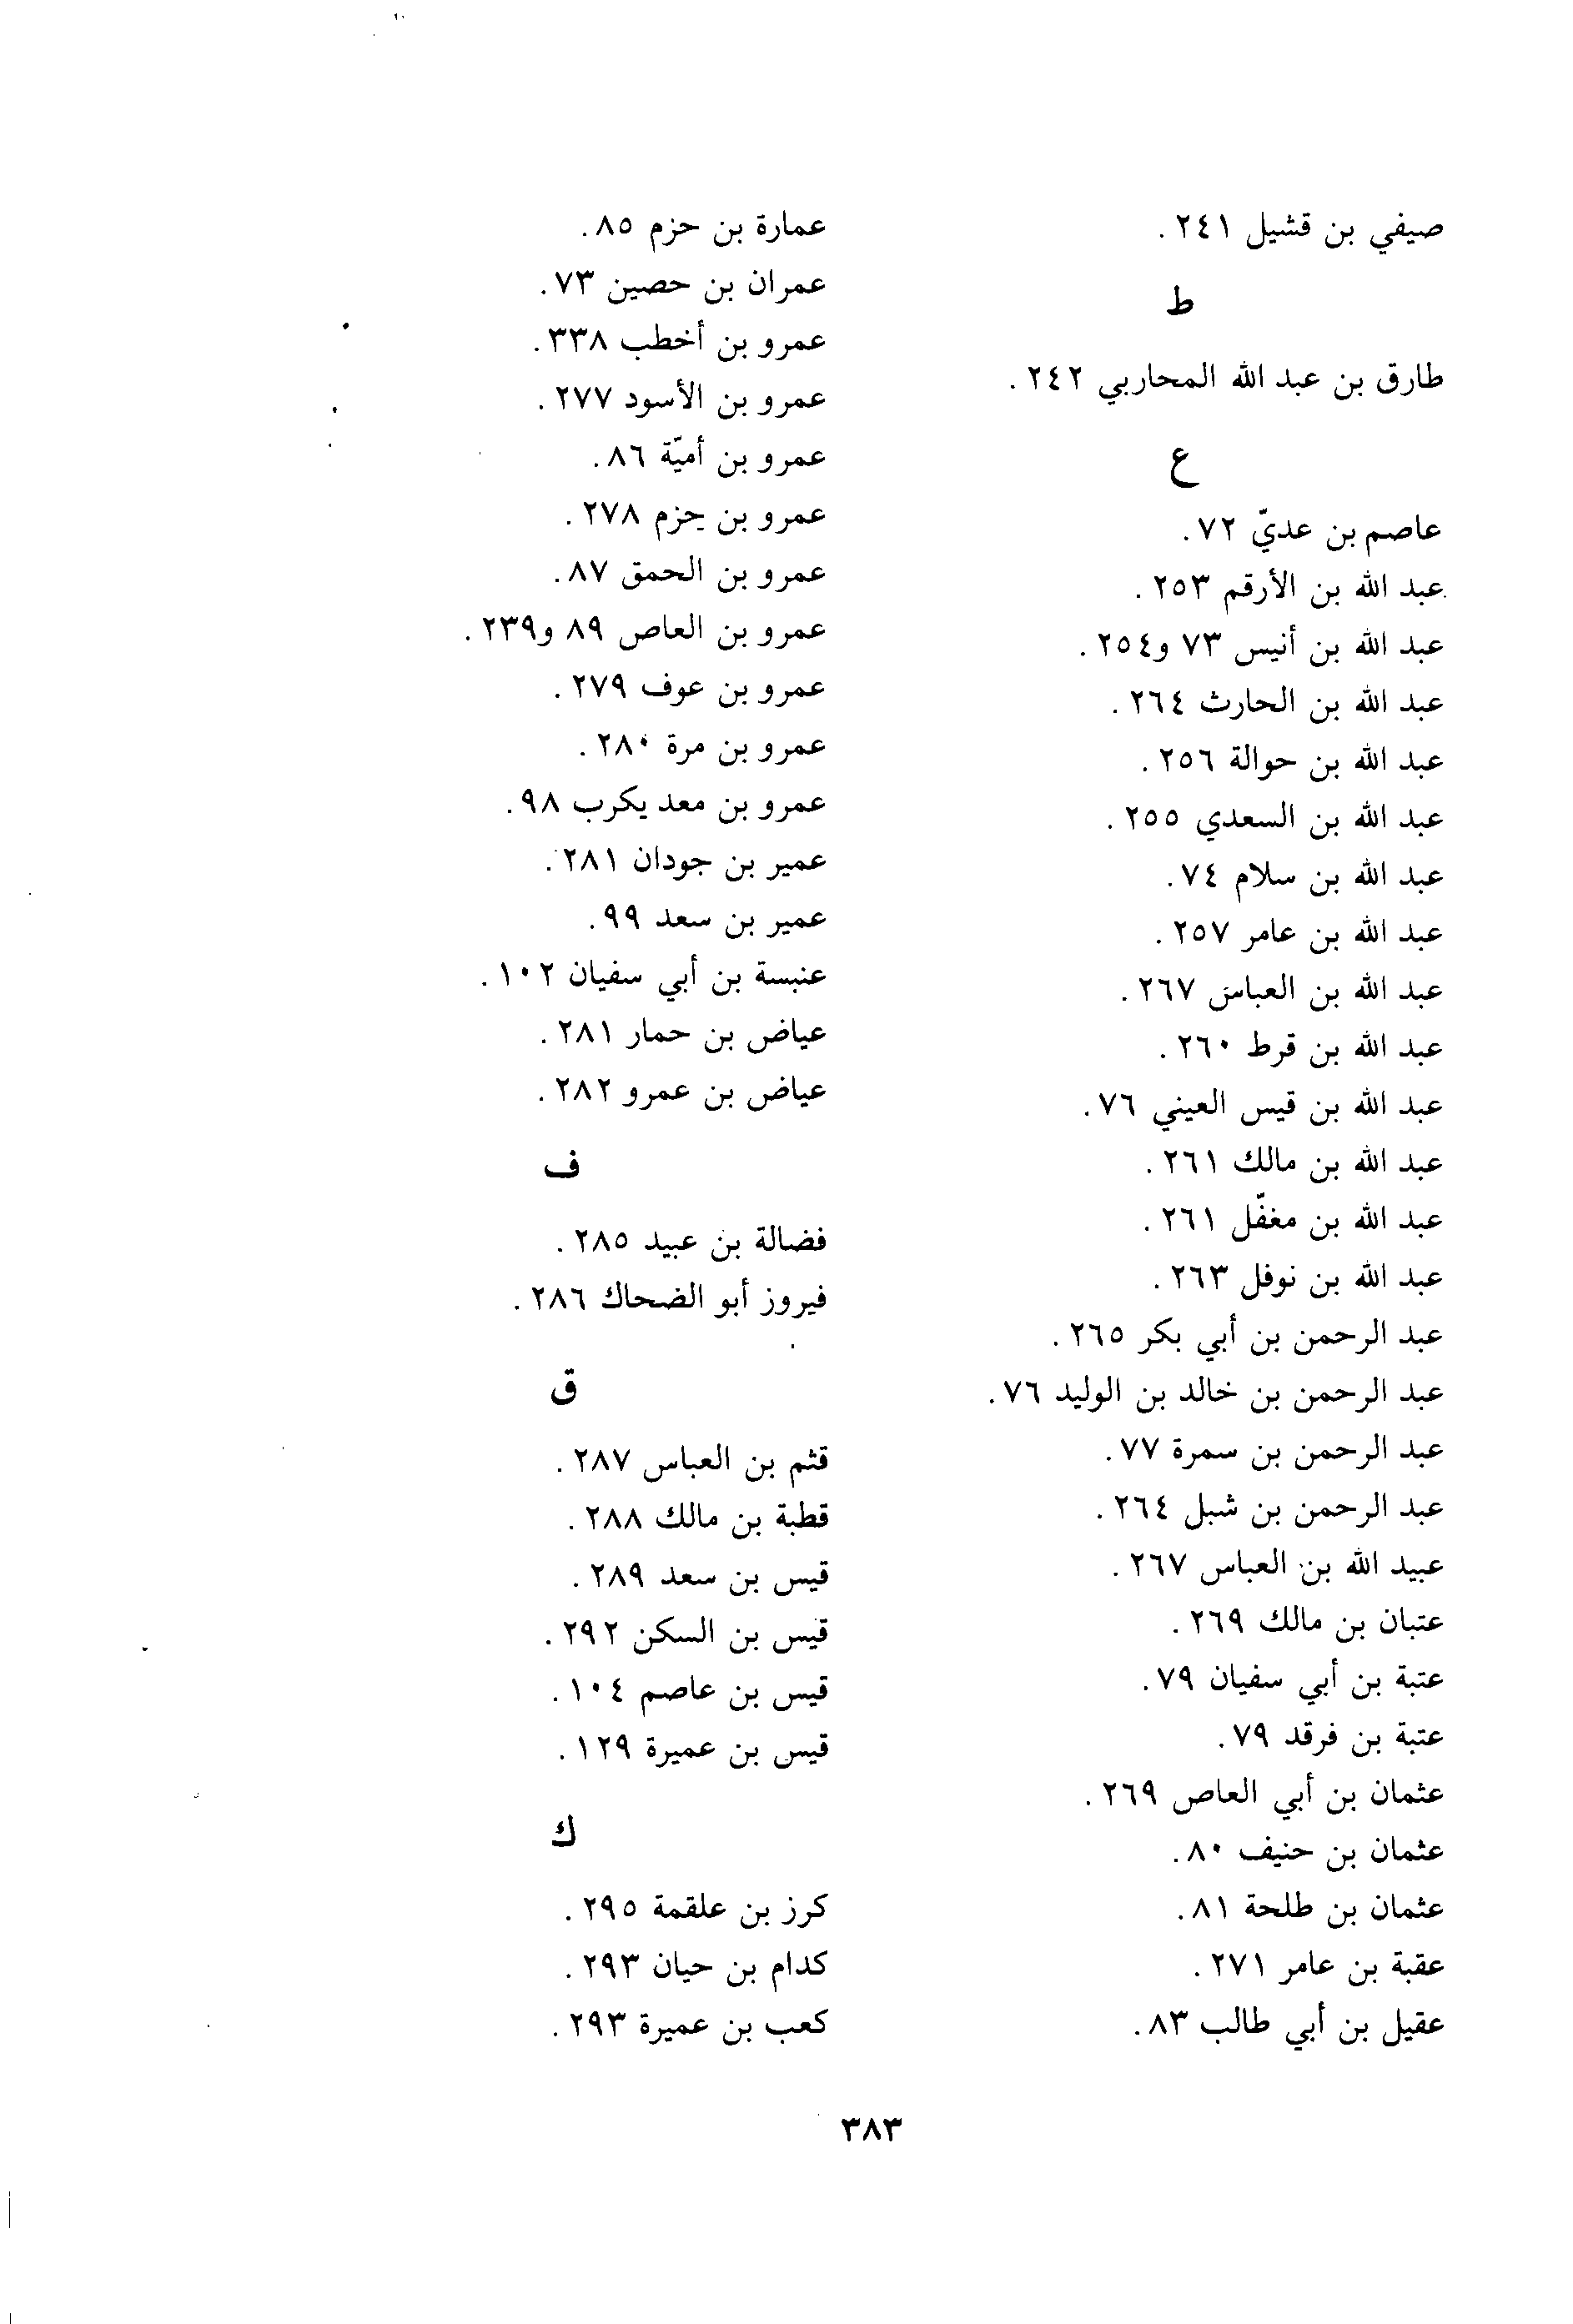 صيفي بن قشيل ٢٤١.
ط
طارق بن عبد الله المحاربي ٢٤٢.
ع
عاصم بن عديّ ٧٢.
عبد الله بن الأرقم ٢٥٣.
عبد الله بن أنيس ٧٣ و٢٥٤.
عبد الله بن الحارث ٢٦٤.
عبد الله بن حوالة ٢٥٦.
عبد الله بن السعدي ٢٥٥.
عبد الله بن سلام ٧٤.
عبد الله بن عامر ٢٥٧.
عبد الله بن العباس ٢٦٧.
عبد الله بن قرط ٢٦٠.
عبد الله بن قيس العيني ٧٦.
عبد الله بن مالك ٢٦١.
عبد الله بن مغفّل ٢٦١.
عبد الله بن نوفل ٢٦٣.
عبد الرحمن بن أبي بكر ٢٦٥.
عبد الرحمن بن خالد بن الوليد ٧٦.
عبد الرحمن بن سمرة ٧٧.
عبد الرحمن بن شبل ٢٦٤.
عبيد الله بن العباس ٢٦٧.
عتبان بن مالك ٢٦٩.
عتبة بن أبي سفيان ٧٩.
عتبة بن فرقد ٧٩.
عثمان بن أبي العاص ٢٦٩.
عثمان بن حنيف ٨٠.
عثمان بن طلحة ٨١.
عقبة بن عامر ٢٧١.
عقيل بن أبي طالب ٨٣.
عمارة بن حزم ٨٥.
عمران بن حصين ٧٣.
عمرو بن أخطب ٣٣٨.
عمرو بن الأسود ٢٧٧.
عمرو بن أميّة ٨٦.
عمرو بن حزم ٢٧٨.
عمرو بن الحمق ٨٧.
عمرو بن العاص ٨٩ و٢٣٩.
عمرو بن عوف ٢٧٩.
عمرو بن مرة ٢٨٠.
عمرو بن معد يكرب ٩٨.
عمير بن جودان ٢٨١.
عمير بن سعد ٩٩.
عنبسة بن أبي سفيان ١٠٢.
عياض بن حمار ٢٨١.
عياض بن عمرو ٢٨٢.
ف
فضالة بن عبيد ٢٨٥.
فيروز أبو الضحاك ٢٨٦.
ق
قثم بن العباس ٢٨٧.
قطبة بن مالك ٢٨٨.
قيس بن سعد ٢٨٩.
قيس بن السكن ٢٩٢.
قيس بن عاصم ١٠٤.
قيس بن عميرة ١٢٩.
ك
كرز بن علقمة ٢٩٥.
كدام بن حيان ٢٩٣.
كعب بن عميرة ٢٩٣.
٣٨٣